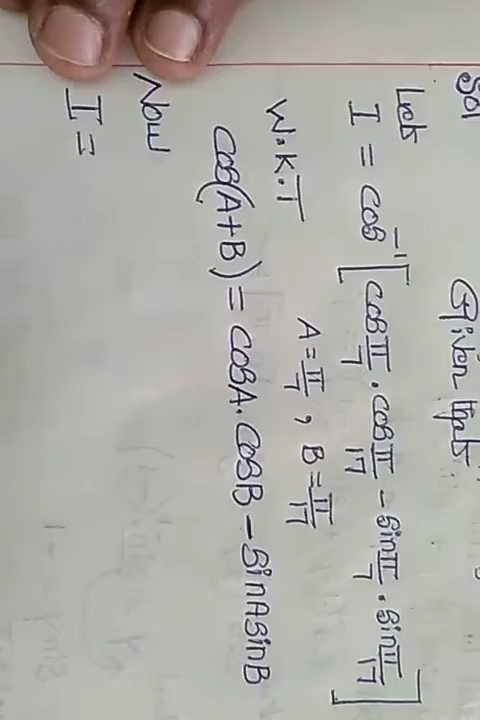 Sol
Given that
Let
I = cos⁻¹[cos π/7 . cos π/17 - sin π/7 . sin π/17]
W.K.T
A = π/7 , B = π/17
cos(A+B) = cosA . cosB - sinA sinB
Now
I =